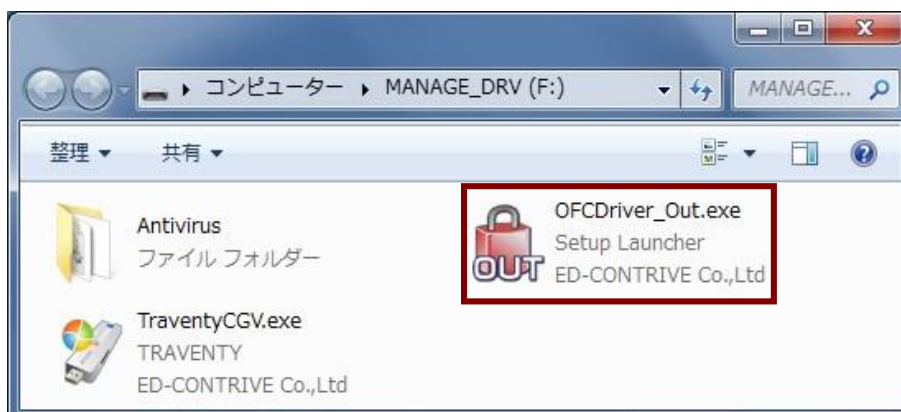 コンピューター MANAGE_DRV (F:) MANAGE...
整理 共有
Antivirus
ファイル フォルダー
OFCDriver_Out.exe
Setup Launcher
OUT ED-CONTRIVE Co.,Ltd
TraventyCGV.exe
TRAVENTY
ED-CONTRIVE Co.,Ltd